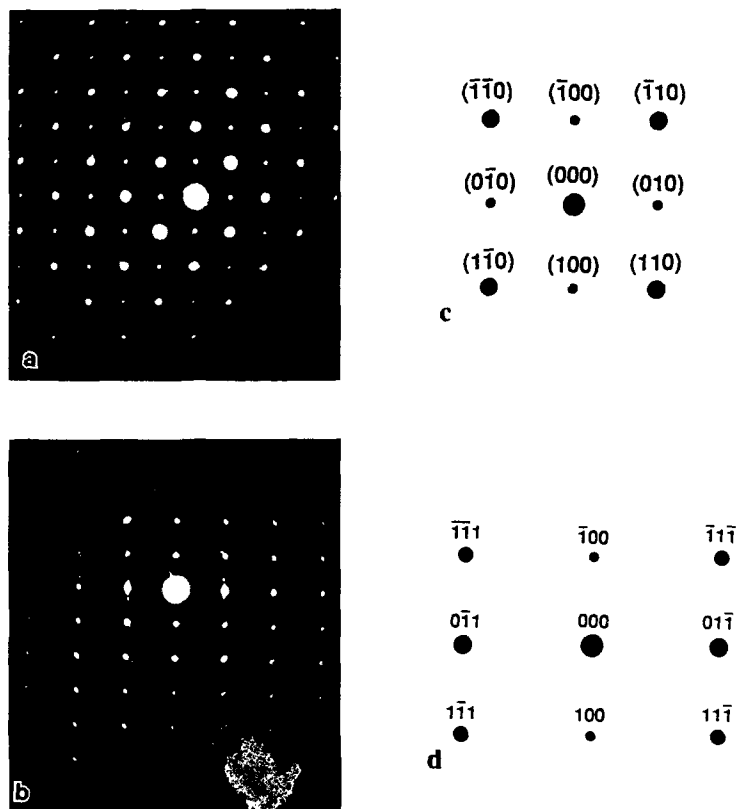 (1̅1̅0) (1̅00) (1̅10)
(01̅0) (000) (010)
(11̅0) (100) (110)
c
a
1̅1̅1 1̅00 1̅11̅
01̅1 000 011̅
11̅1 100 111̅
d
b